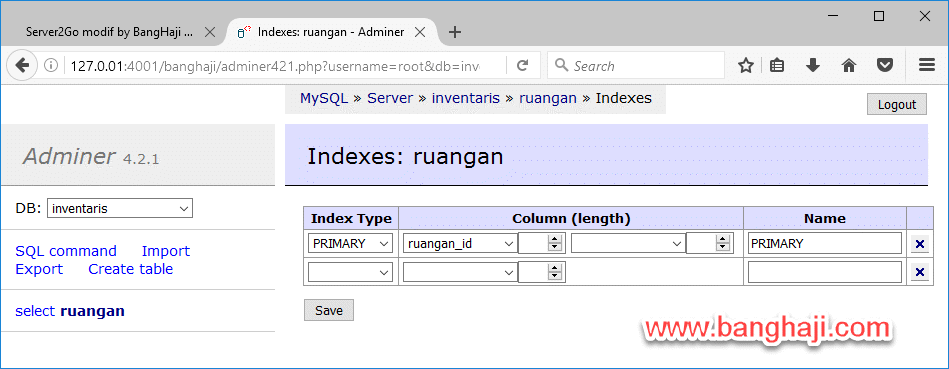 Server2Go modif by BangHaji ...
Indexes: ruangan - Adminer
127.0.01:4001/banghaji/adminer421.php?username=root&db=inv
Search
MySQL » Server » inventaris » ruangan » Indexes
Logout
Adminer 4.2.1
Indexes: ruangan
DB: inventaris
Index Type Column (length) Name
PRIMARY ruangan_id PRIMARY
SQL command Import
Export Create table
select ruangan
Save
www.banghaji.com